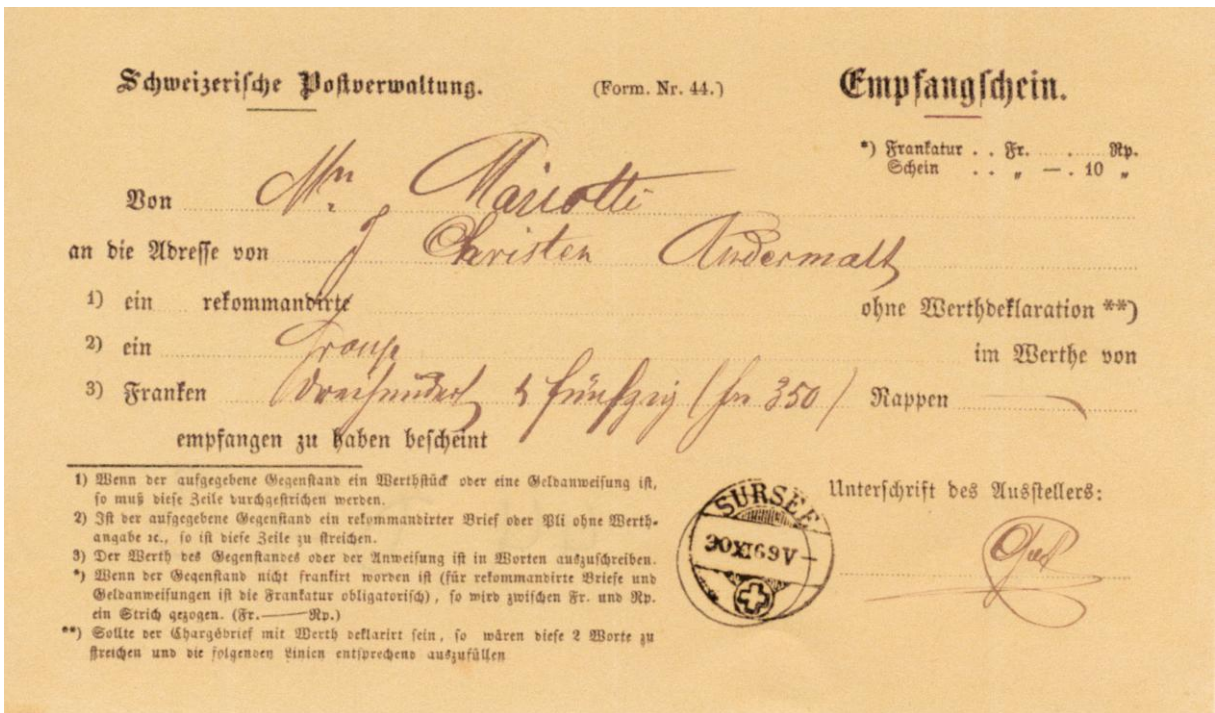 Schweizerische Postverwaltung. (Form. Nr. 44.) Empfangschein.
*) Frankatur . . Fr. ...... . ...... Rp.
Schein . . „ — . 10 „
Von Mariotti
an die Adresse von J Christen Andermatt
1) ein rekommandirte ohne Werthdeklaration **)
2) ein Group im Werthe von
3) Franken dreihundert & fünfzig (frs 350) Rappen —
empfangen zu haben bescheint
1) Wenn der aufgegebene Gegenstand ein Werthstück oder eine Geldanweisung ist,
so muß diese Zeile durchgestrichen werden.
2) Ist der aufgegebene Gegenstand ein rekommandirter Brief oder Pli ohne Werth-
angabe ꝛc., so ist diese Zeile zu streichen.
3) Der Werth des Gegenstandes oder der Anweisung ist in Worten auszuschreiben.
*) Wenn der Gegenstand nicht frankirt worden ist (für rekommandirte Briefe und
Geldanweisungen ist die Frankatur obligatorisch), so wird zwischen Fr. und Rp.
ein Strich gezogen. (Fr.——Rp.)
**) Sollte der Chargébrief mit Werth deklarirt sein, so wären diese 2 Worte zu
streichen und die folgenden Linien entsprechend auszufüllen
SURSEE
Unterschrift des Ausstellers: